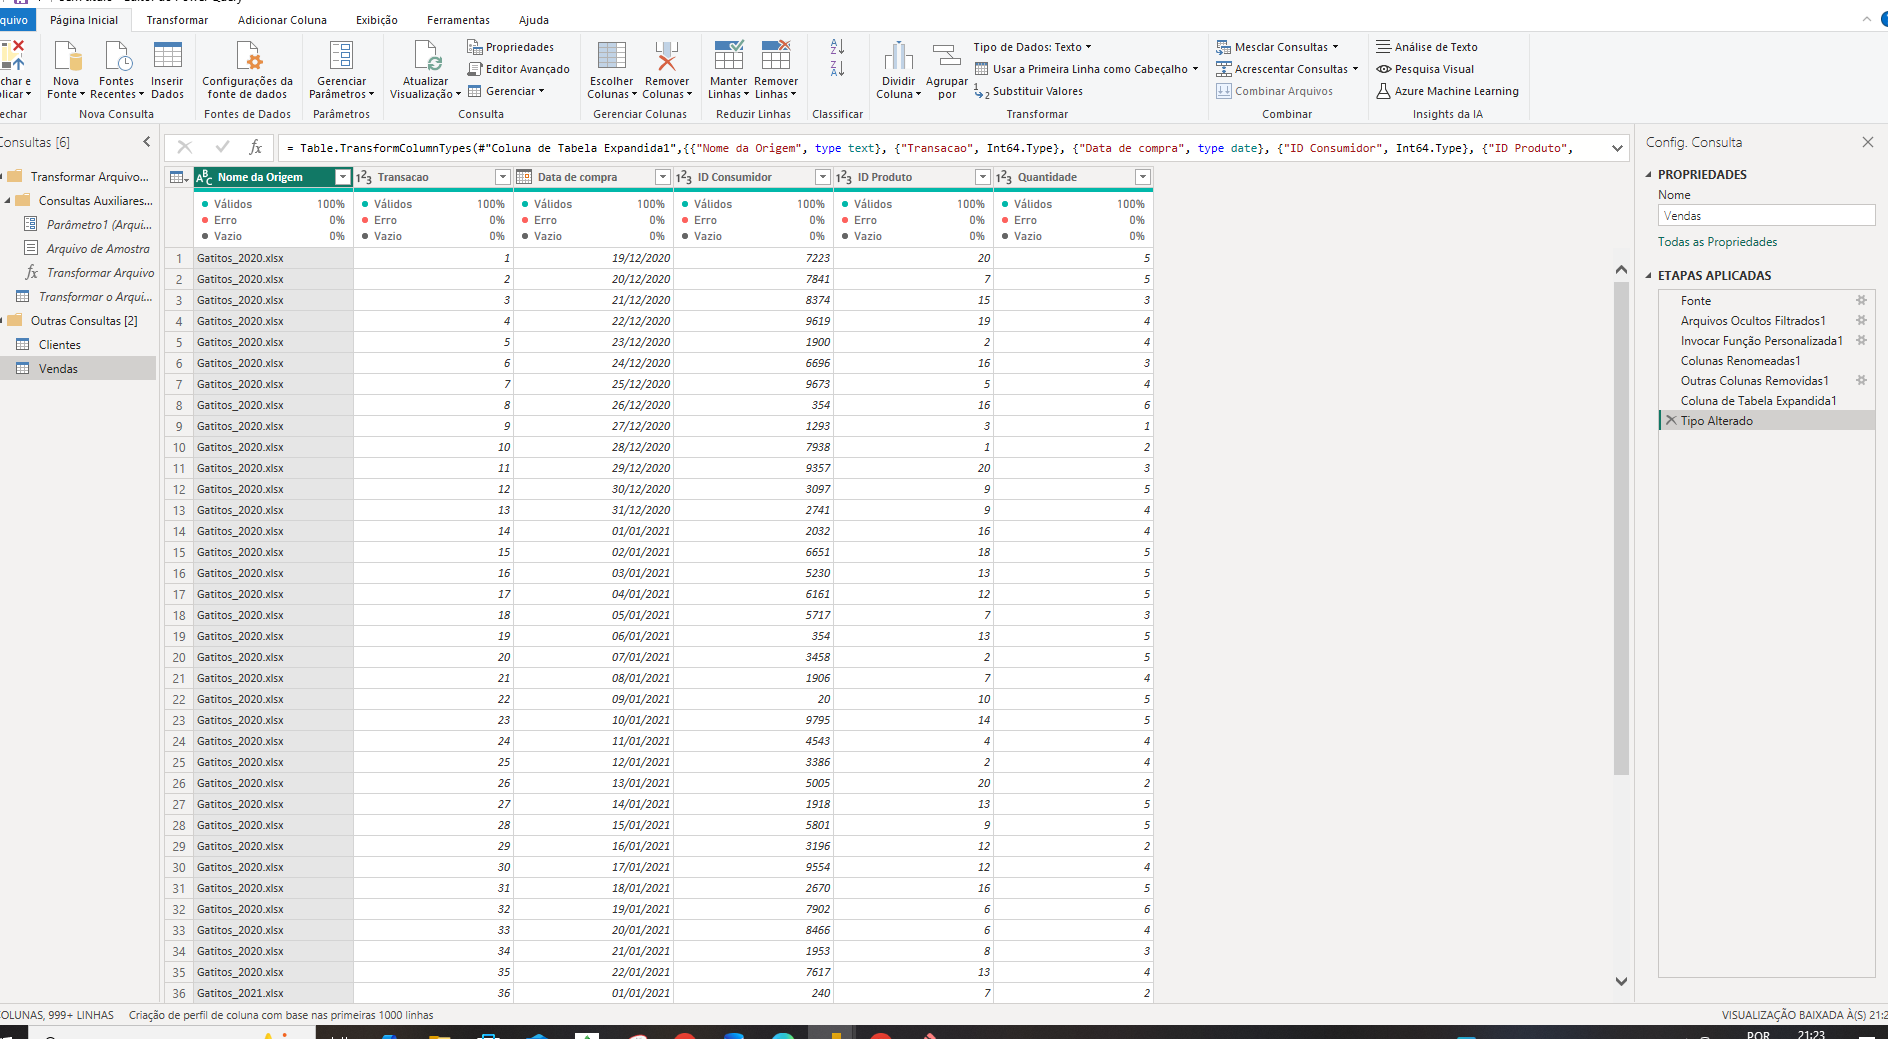 Arquivo
Página Inicial
Transformar
Adicionar Coluna
Exibição
Ferramentas
Ajuda
Nova Fonte
Fontes Recentes
Inserir Dados
Nova Consulta
Configurações da fonte de dados
Fontes de Dados
Gerenciar Parâmetros
Parâmetros
Atualizar Visualização
Propriedades
Editor Avançado
Gerenciar
Consulta
Escolher Colunas
Remover Colunas
Gerenciar Colunas
Manter Linhas
Remover Linhas
Reduzir Linhas
Classificar
Dividir Coluna
Agrupar por
Tipo de Dados: Texto
Usar a Primeira Linha como Cabeçalho
Substituir Valores
Transformar
Mesclar Consultas
Acrescentar Consultas
Combinar Arquivos
Combinar
Análise de Texto
Pesquisa Visual
Azure Machine Learning
Insights da IA
Consultas [6]
Transformar Arquivo...
Consultas Auxiliares...
Parâmetro1 (Arqui...
Arquivo de Amostra
Transformar Arquivo
Transformar o Arqui...
Outras Consultas [2]
Clientes
Vendas
= Table.TransformColumnTypes(#"Coluna de Tabela Expandida1",{{"Nome da Origem", type text}, {"Transacao", Int64.Type}, {"Data de compra", type date}, {"ID Consumidor", Int64.Type}, {"ID Produto",
Nome da Origem Transacao Data de compra ID Consumidor ID Produto Quantidade
Válidos 100% Válidos 100% Válidos 100% Válidos 100% Válidos 100% Válidos 100%
Erro 0% Erro 0% Erro 0% Erro 0% Erro 0% Erro 0%
Vazio 0% Vazio 0% Vazio 0% Vazio 0% Vazio 0% Vazio 0%
1 Gatitos_2020.xlsx 1 19/12/2020 7223 20 5
2 Gatitos_2020.xlsx 2 20/12/2020 7841 7 5
3 Gatitos_2020.xlsx 3 21/12/2020 8374 15 3
4 Gatitos_2020.xlsx 4 22/12/2020 9619 19 4
5 Gatitos_2020.xlsx 5 23/12/2020 1900 2 4
6 Gatitos_2020.xlsx 6 24/12/2020 6696 16 3
7 Gatitos_2020.xlsx 7 25/12/2020 9673 5 4
8 Gatitos_2020.xlsx 8 26/12/2020 354 16 6
9 Gatitos_2020.xlsx 9 27/12/2020 1293 3 1
10 Gatitos_2020.xlsx 10 28/12/2020 7938 1 2
11 Gatitos_2020.xlsx 11 29/12/2020 9357 20 3
12 Gatitos_2020.xlsx 12 30/12/2020 3097 9 5
13 Gatitos_2020.xlsx 13 31/12/2020 2741 9 4
14 Gatitos_2020.xlsx 14 01/01/2021 2032 16 4
15 Gatitos_2020.xlsx 15 02/01/2021 6651 18 5
16 Gatitos_2020.xlsx 16 03/01/2021 5230 13 5
17 Gatitos_2020.xlsx 17 04/01/2021 6161 12 5
18 Gatitos_2020.xlsx 18 05/01/2021 5717 7 3
19 Gatitos_2020.xlsx 19 06/01/2021 354 13 5
20 Gatitos_2020.xlsx 20 07/01/2021 3458 2 5
21 Gatitos_2020.xlsx 21 08/01/2021 1906 7 4
22 Gatitos_2020.xlsx 22 09/01/2021 20 10 5
23 Gatitos_2020.xlsx 23 10/01/2021 9795 14 5
24 Gatitos_2020.xlsx 24 11/01/2021 4543 4 4
25 Gatitos_2020.xlsx 25 12/01/2021 3386 2 4
26 Gatitos_2020.xlsx 26 13/01/2021 5005 20 2
27 Gatitos_2020.xlsx 27 14/01/2021 1918 13 5
28 Gatitos_2020.xlsx 28 15/01/2021 5801 9 5
29 Gatitos_2020.xlsx 29 16/01/2021 3196 12 2
30 Gatitos_2020.xlsx 30 17/01/2021 9554 12 4
31 Gatitos_2020.xlsx 31 18/01/2021 2670 16 5
32 Gatitos_2020.xlsx 32 19/01/2021 7902 6 6
33 Gatitos_2020.xlsx 33 20/01/2021 8466 6 4
34 Gatitos_2020.xlsx 34 21/01/2021 1953 8 3
35 Gatitos_2020.xlsx 35 22/01/2021 7617 13 4
36 Gatitos_2021.xlsx 36 01/01/2021 240 7 2
Config. Consulta
PROPRIEDADES
Nome
Vendas
Todas as Propriedades
ETAPAS APLICADAS
Fonte
Arquivos Ocultos Filtrados1
Invocar Função Personalizada1
Colunas Renomeadas1
Outras Colunas Removidas1
Coluna de Tabela Expandida1
Tipo Alterado
COLUNAS, 999+ LINHAS
Criação de perfil de coluna com base nas primeiras 1000 linhas
VISUALIZAÇÃO BAIXADA À(S) 21:2
POR
21:23